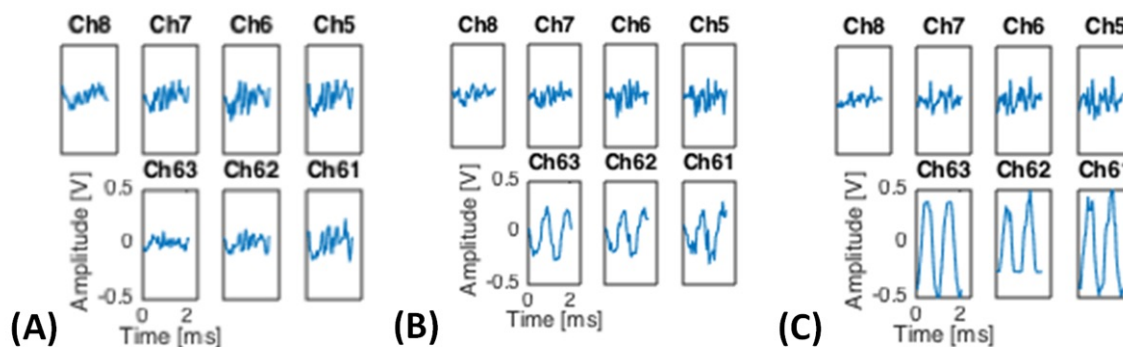 Ch8 Ch7 Ch6 Ch5
Ch63 Ch62 Ch61
Amplitude [V]
0.5
0
-0.5
0 2
Time [ms]
(A)
Ch8 Ch7 Ch6 Ch5
Ch63 Ch62 Ch61
Amplitude [V]
0.5
0
-0.5
0 2
Time [ms]
(B)
Ch8 Ch7 Ch6 Ch5
Ch63 Ch62 Ch61
Amplitude [V]
0.5
0
-0.5
0 2
Time [ms]
(C)